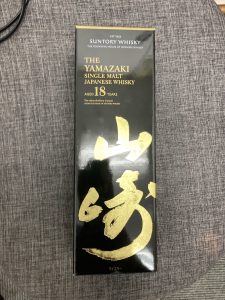 SUNTORY WHISKY
THE
YAMAZAKI
SINGLE MALT
JAPANESE WHISKY
AGED 18 YEARS
山崎